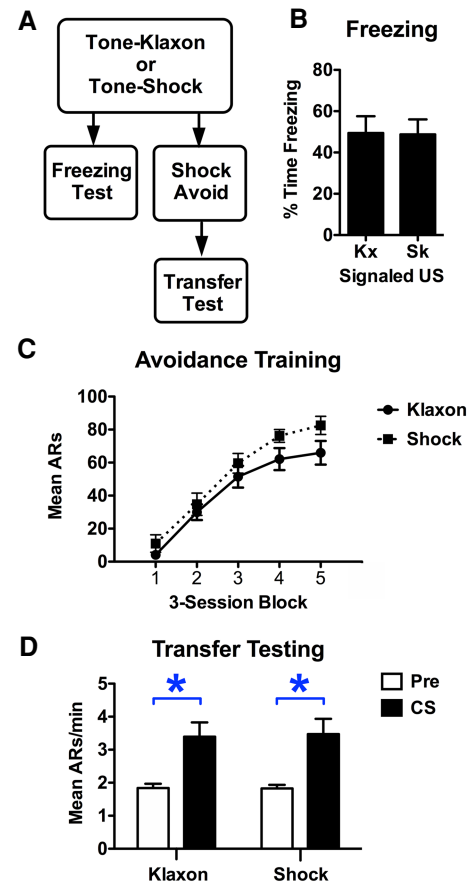 A
Tone-Klaxon
or
Tone-Shock
Freezing
Test
Shock
Avoid
Transfer
Test
B
Freezing
% Time Freezing
80
60
40
20
0
Kx Sk
Signaled US
C
Avoidance Training
Mean ARs
100
80
60
40
20
0
1 2 3 4 5
3-Session Block
Klaxon
Shock
D
Transfer Testing
Mean ARs/min
5
4
3
2
1
0
* *
Klaxon Shock
Pre
CS